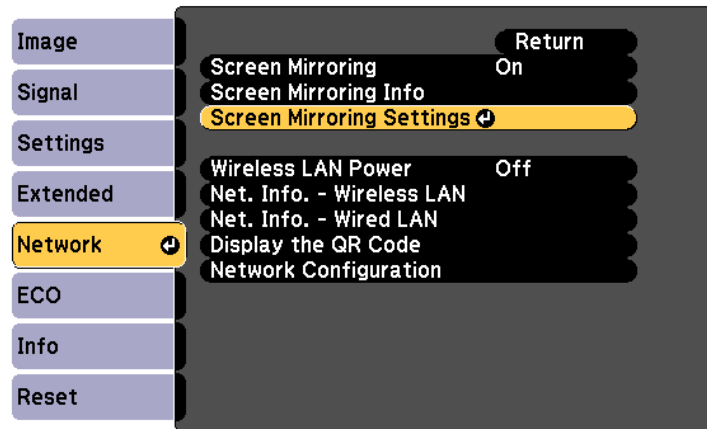 Image
Signal
Settings
Extended
Network
ECO
Info
Reset
Return
Screen Mirroring On
Screen Mirroring Info
Screen Mirroring Settings
Wireless LAN Power Off
Net. Info. - Wireless LAN
Net. Info. - Wired LAN
Display the QR Code
Network Configuration